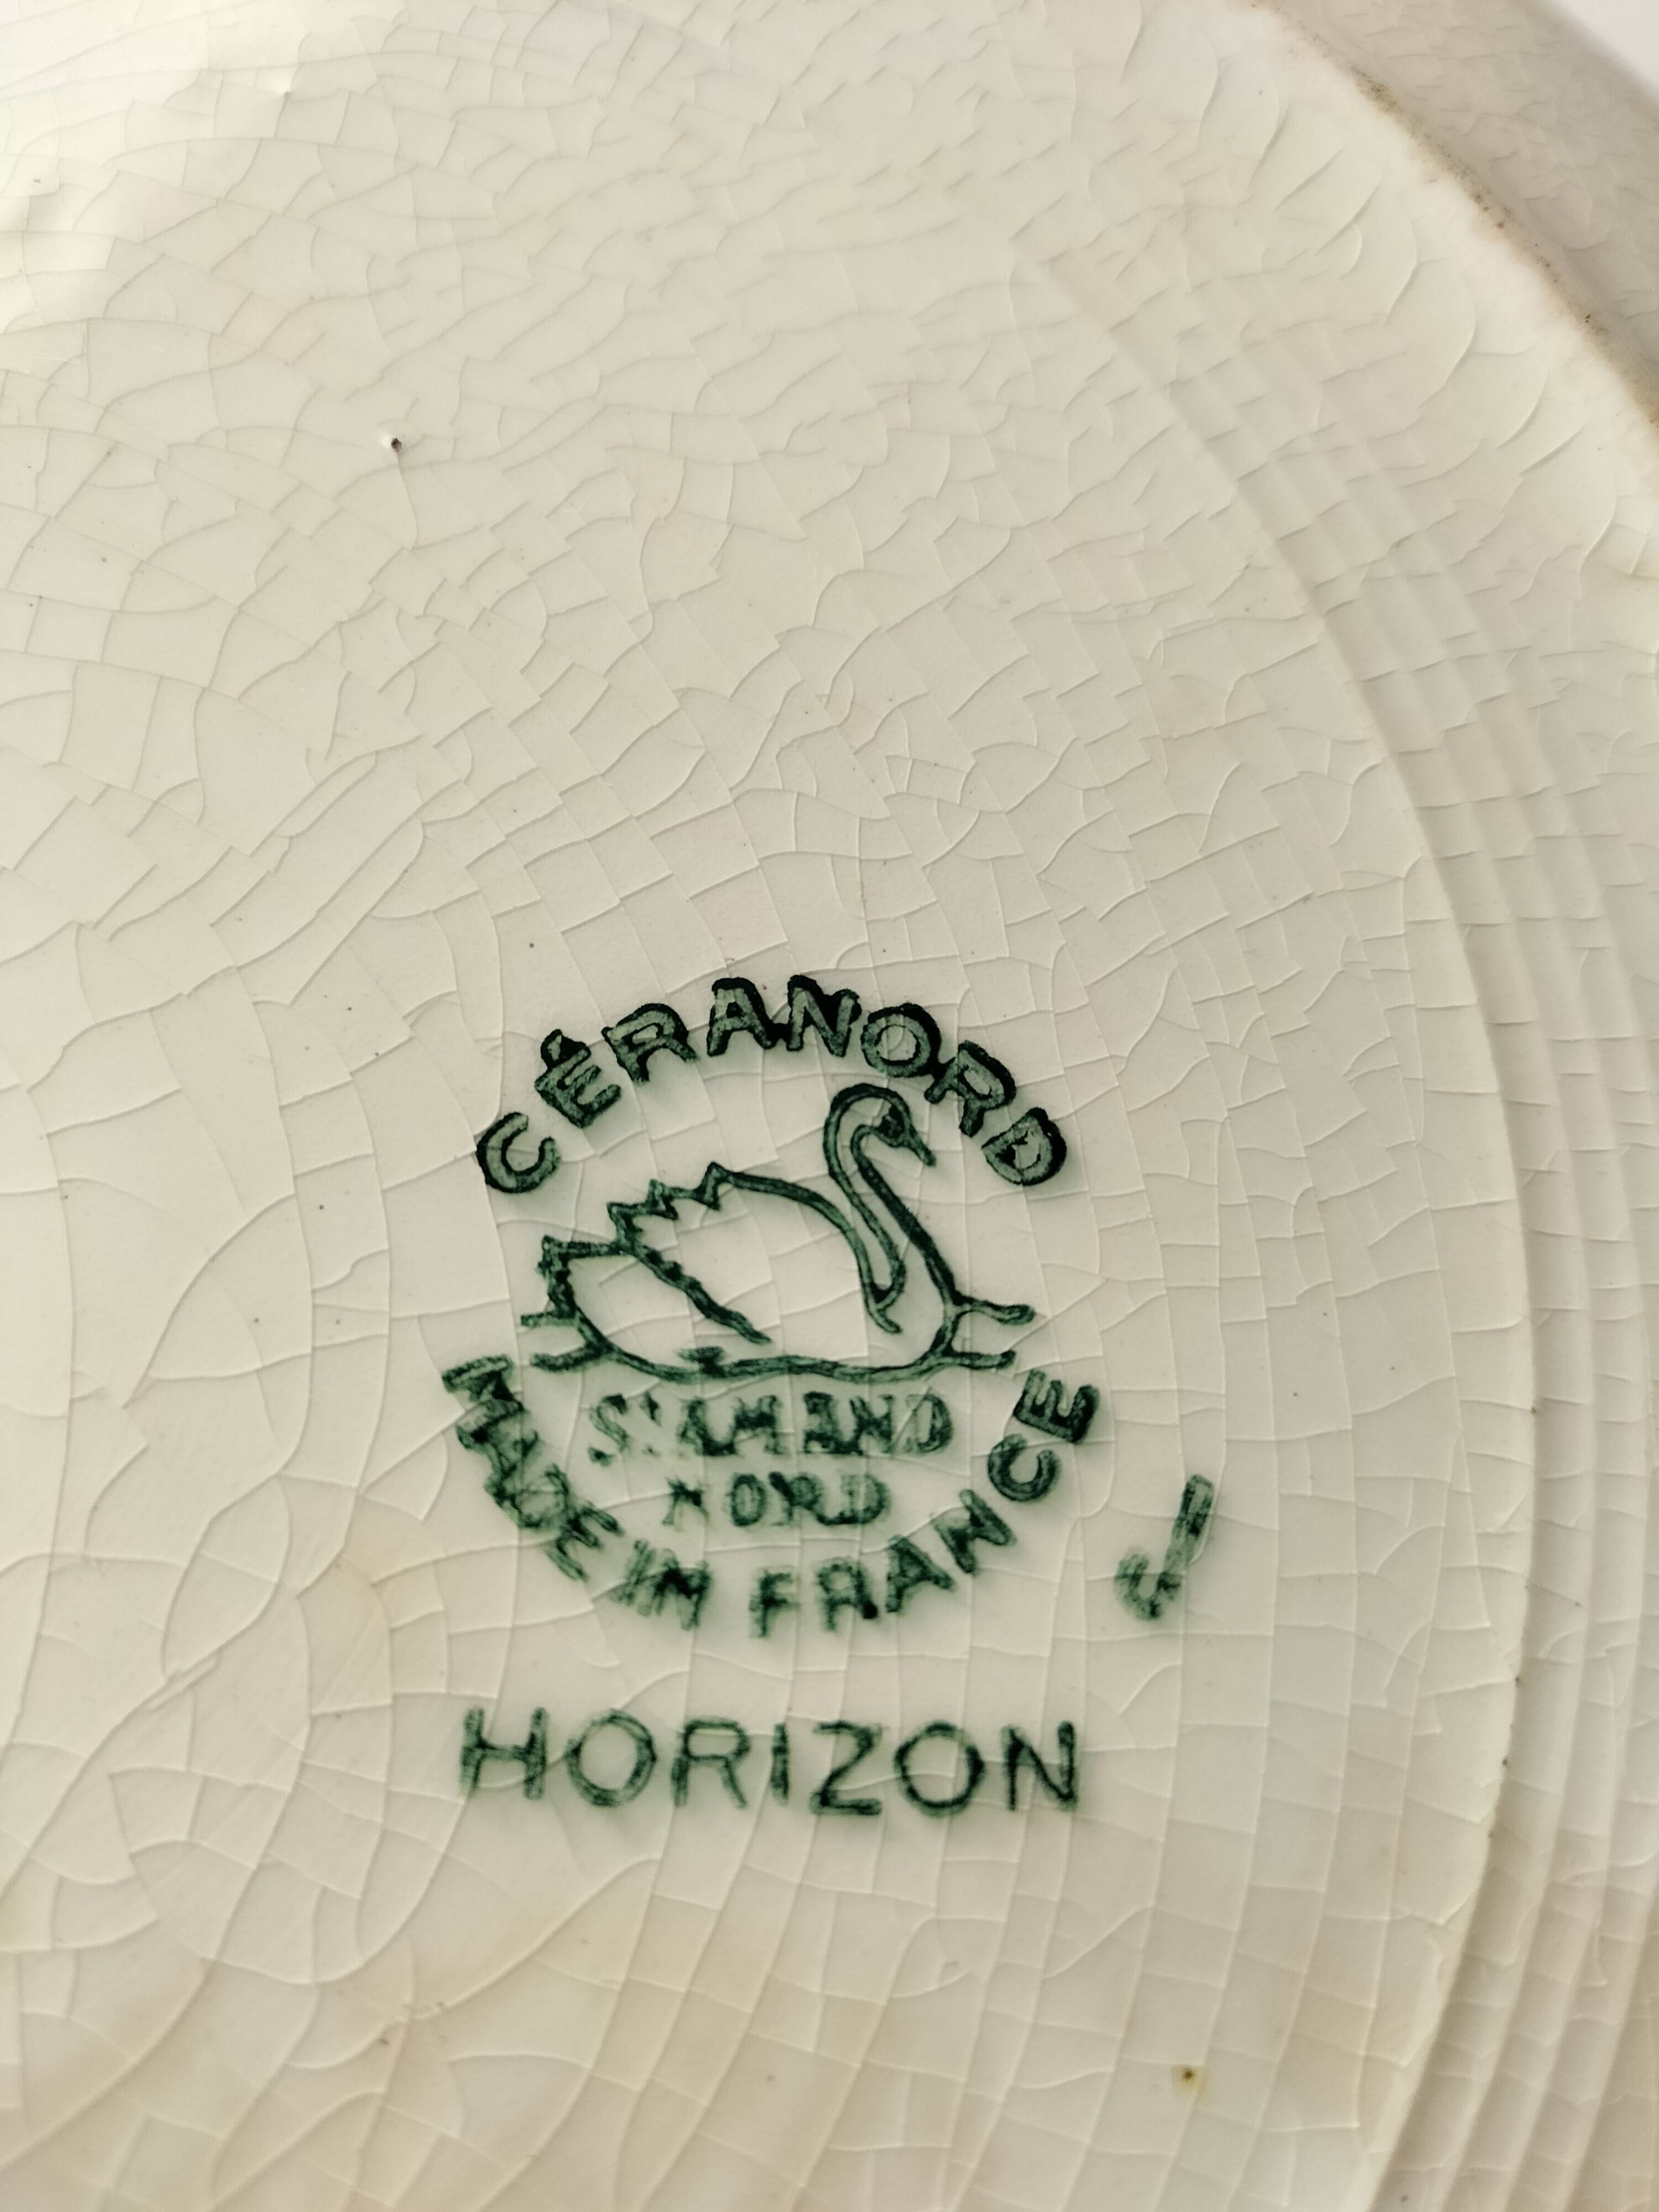 CÉRANORD
St AMAND
NORD
MADE IN FRANCE
J
HORIZON